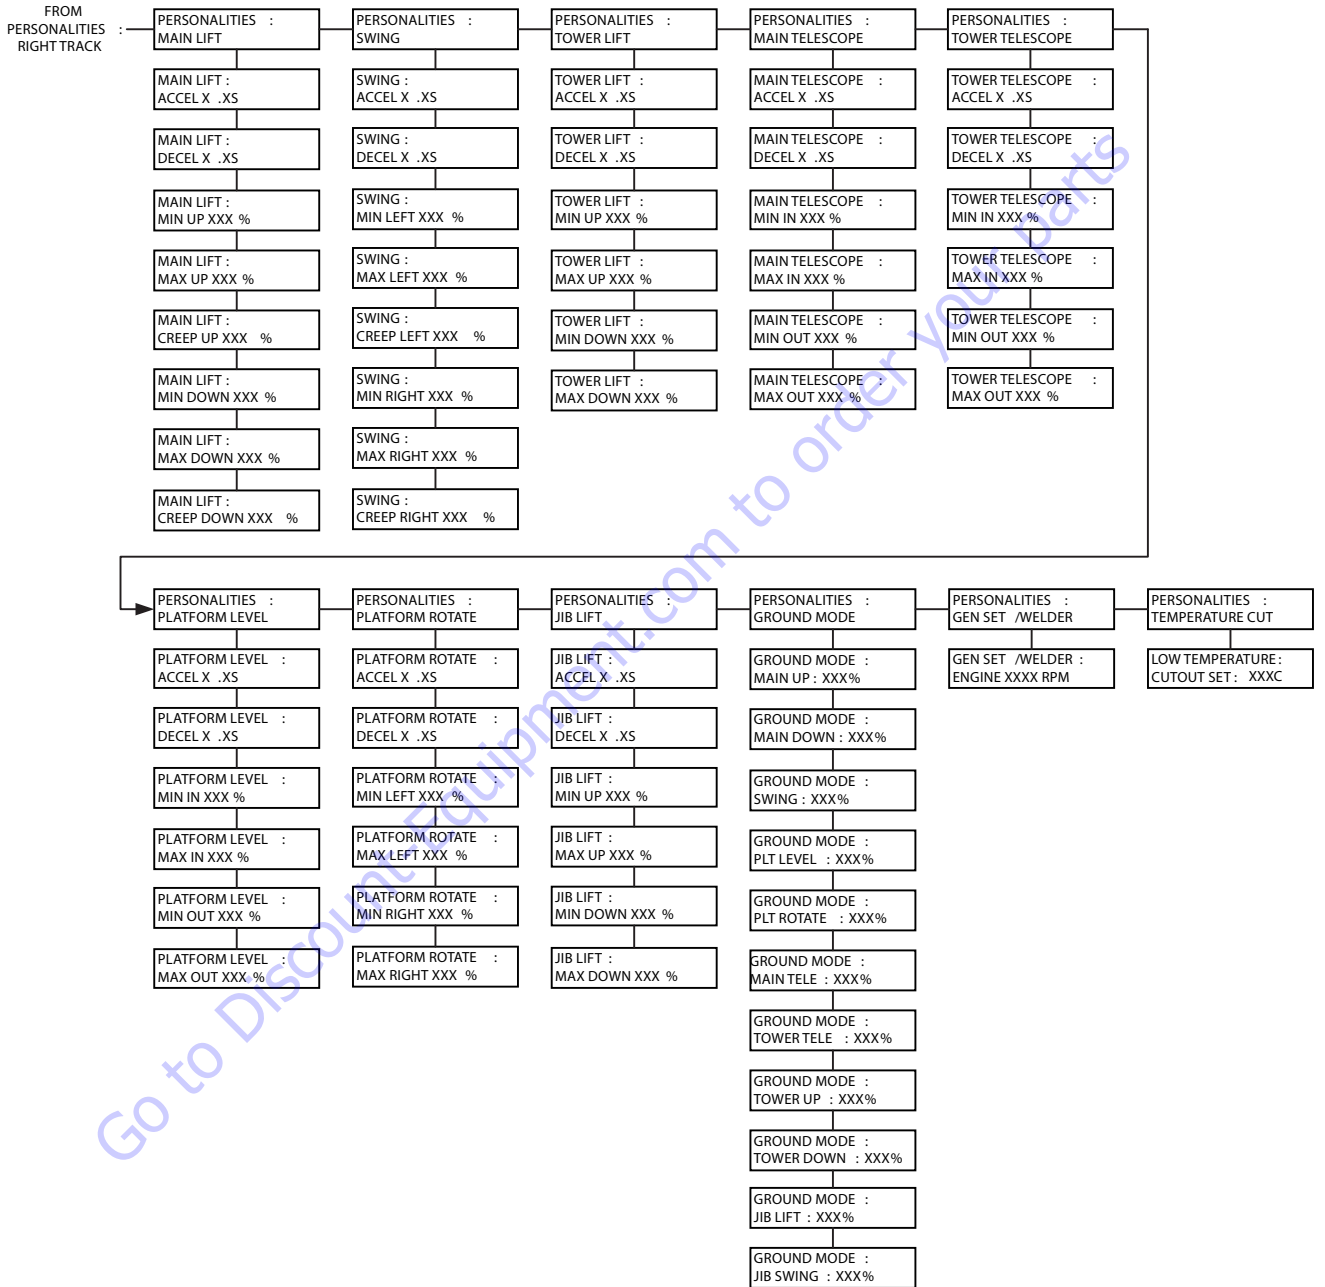 FROM
PERSONALITIES :
RIGHT TRACK
PERSONALITIES :
MAIN LIFT
MAIN LIFT :
ACCEL X .XS
MAIN LIFT :
DECEL X .XS
MAIN LIFT :
MIN UP XXX %
MAIN LIFT :
MAX UP XXX %
MAIN LIFT :
CREEP UP XXX %
MAIN LIFT :
MIN DOWN XXX %
MAIN LIFT :
MAX DOWN XXX %
MAIN LIFT :
CREEP DOWN XXX %
PERSONALITIES :
SWING
SWING :
ACCEL X .XS
SWING :
DECEL X .XS
SWING :
MIN LEFT XXX %
SWING :
MAX LEFT XXX %
SWING :
CREEP LEFT XXX %
SWING :
MIN RIGHT XXX %
SWING :
MAX RIGHT XXX %
SWING :
CREEP RIGHT XXX %
PERSONALITIES :
TOWER LIFT
TOWER LIFT :
ACCEL X .XS
TOWER LIFT :
DECEL X .XS
TOWER LIFT :
MIN UP XXX %
TOWER LIFT :
MAX UP XXX %
TOWER LIFT :
MIN DOWN XXX %
TOWER LIFT :
MAX DOWN XXX %
PERSONALITIES :
MAIN TELESCOPE
MAIN TELESCOPE :
ACCEL X .XS
MAIN TELESCOPE :
DECEL X .XS
MAIN TELESCOPE :
MIN IN XXX %
MAIN TELESCOPE :
MAX IN XXX %
MAIN TELESCOPE :
MIN OUT XXX %
MAIN TELESCOPE :
MAX OUT XXX %
PERSONALITIES :
TOWER TELESCOPE
TOWER TELESCOPE :
ACCEL X .XS
TOWER TELESCOPE :
DECEL X .XS
TOWER TELESCOPE :
MIN IN XXX %
TOWER TELESCOPE :
MAX IN XXX %
TOWER TELESCOPE :
MIN OUT XXX %
TOWER TELESCOPE :
MAX OUT XXX %
PERSONALITIES :
PLATFORM LEVEL
PLATFORM LEVEL :
ACCEL X .XS
PLATFORM LEVEL :
DECEL X .XS
PLATFORM LEVEL :
MIN IN XXX %
PLATFORM LEVEL :
MAX IN XXX %
PLATFORM LEVEL :
MIN OUT XXX %
PLATFORM LEVEL :
MAX OUT XXX %
PERSONALITIES :
PLATFORM ROTATE
PLATFORM ROTATE :
ACCEL X .XS
PLATFORM ROTATE :
DECEL X .XS
PLATFORM ROTATE :
MIN LEFT XXX %
PLATFORM ROTATE :
MAX LEFT XXX %
PLATFORM ROTATE :
MIN RIGHT XXX %
PLATFORM ROTATE :
MAX RIGHT XXX %
PERSONALITIES :
JIB LIFT
JIB LIFT :
ACCEL X .XS
JIB LIFT :
DECEL X .XS
JIB LIFT :
MIN UP XXX %
JIB LIFT :
MAX UP XXX %
JIB LIFT :
MIN DOWN XXX %
JIB LIFT :
MAX DOWN XXX %
PERSONALITIES :
GROUND MODE
GROUND MODE :
MAIN UP : XXX%
GROUND MODE :
MAIN DOWN : XXX%
GROUND MODE :
SWING : XXX%
GROUND MODE :
PLT LEVEL : XXX%
GROUND MODE :
PLT ROTATE : XXX%
GROUND MODE :
MAIN TELE : XXX%
GROUND MODE :
TOWER TELE : XXX%
GROUND MODE :
TOWER UP : XXX%
GROUND MODE :
TOWER DOWN : XXX%
GROUND MODE :
JIB LIFT : XXX%
GROUND MODE :
JIB SWING : XXX%
PERSONALITIES :
GEN SET /WELDER
GEN SET /WELDER :
ENGINE XXXX RPM
PERSONALITIES :
TEMPERATURE CUT
LOW TEMPERATURE :
CUTOUT SET : XXXC
Go to Discount-Equipment.com to order your parts